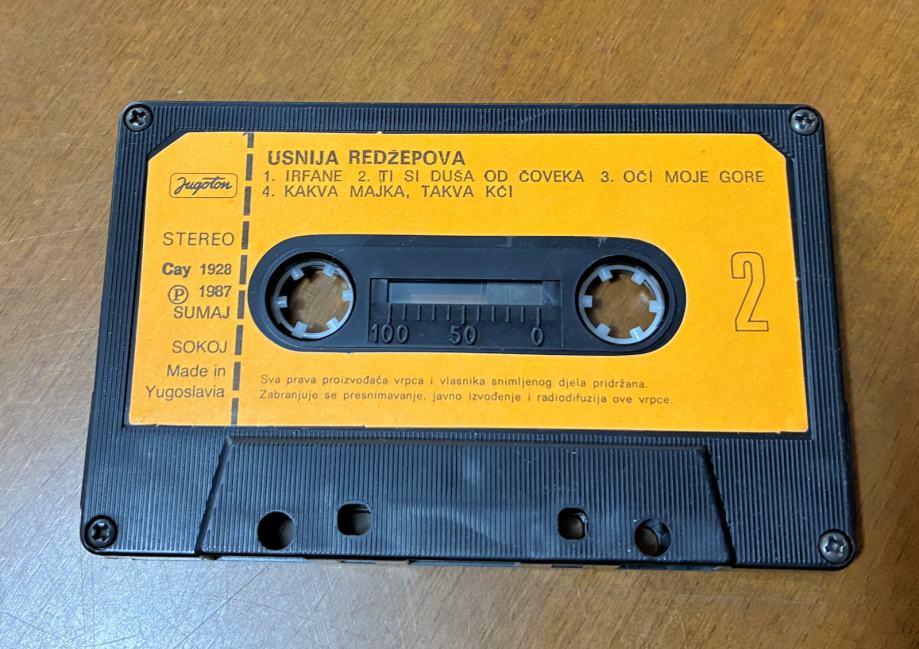 USNIJA REDŽEPOVA
1. IRFANE 2. TI SI DUŠA OD ČOVEKA 3. OČI MOJE GORE
4. KAKVA MAJKA, TAKVA KĆI
Jugoton
STEREO
Cay 1928
Ⓟ 1987
SUMAJ
SOKOJ
Made in
Yugoslavia
2
100 50 0
Sva prava proizvođača vrpca i vlasnika snimljenog djela pridržana.
Zabranjuje se presnimavanje, javno izvođenje i radiodifuzija ove vrpce.